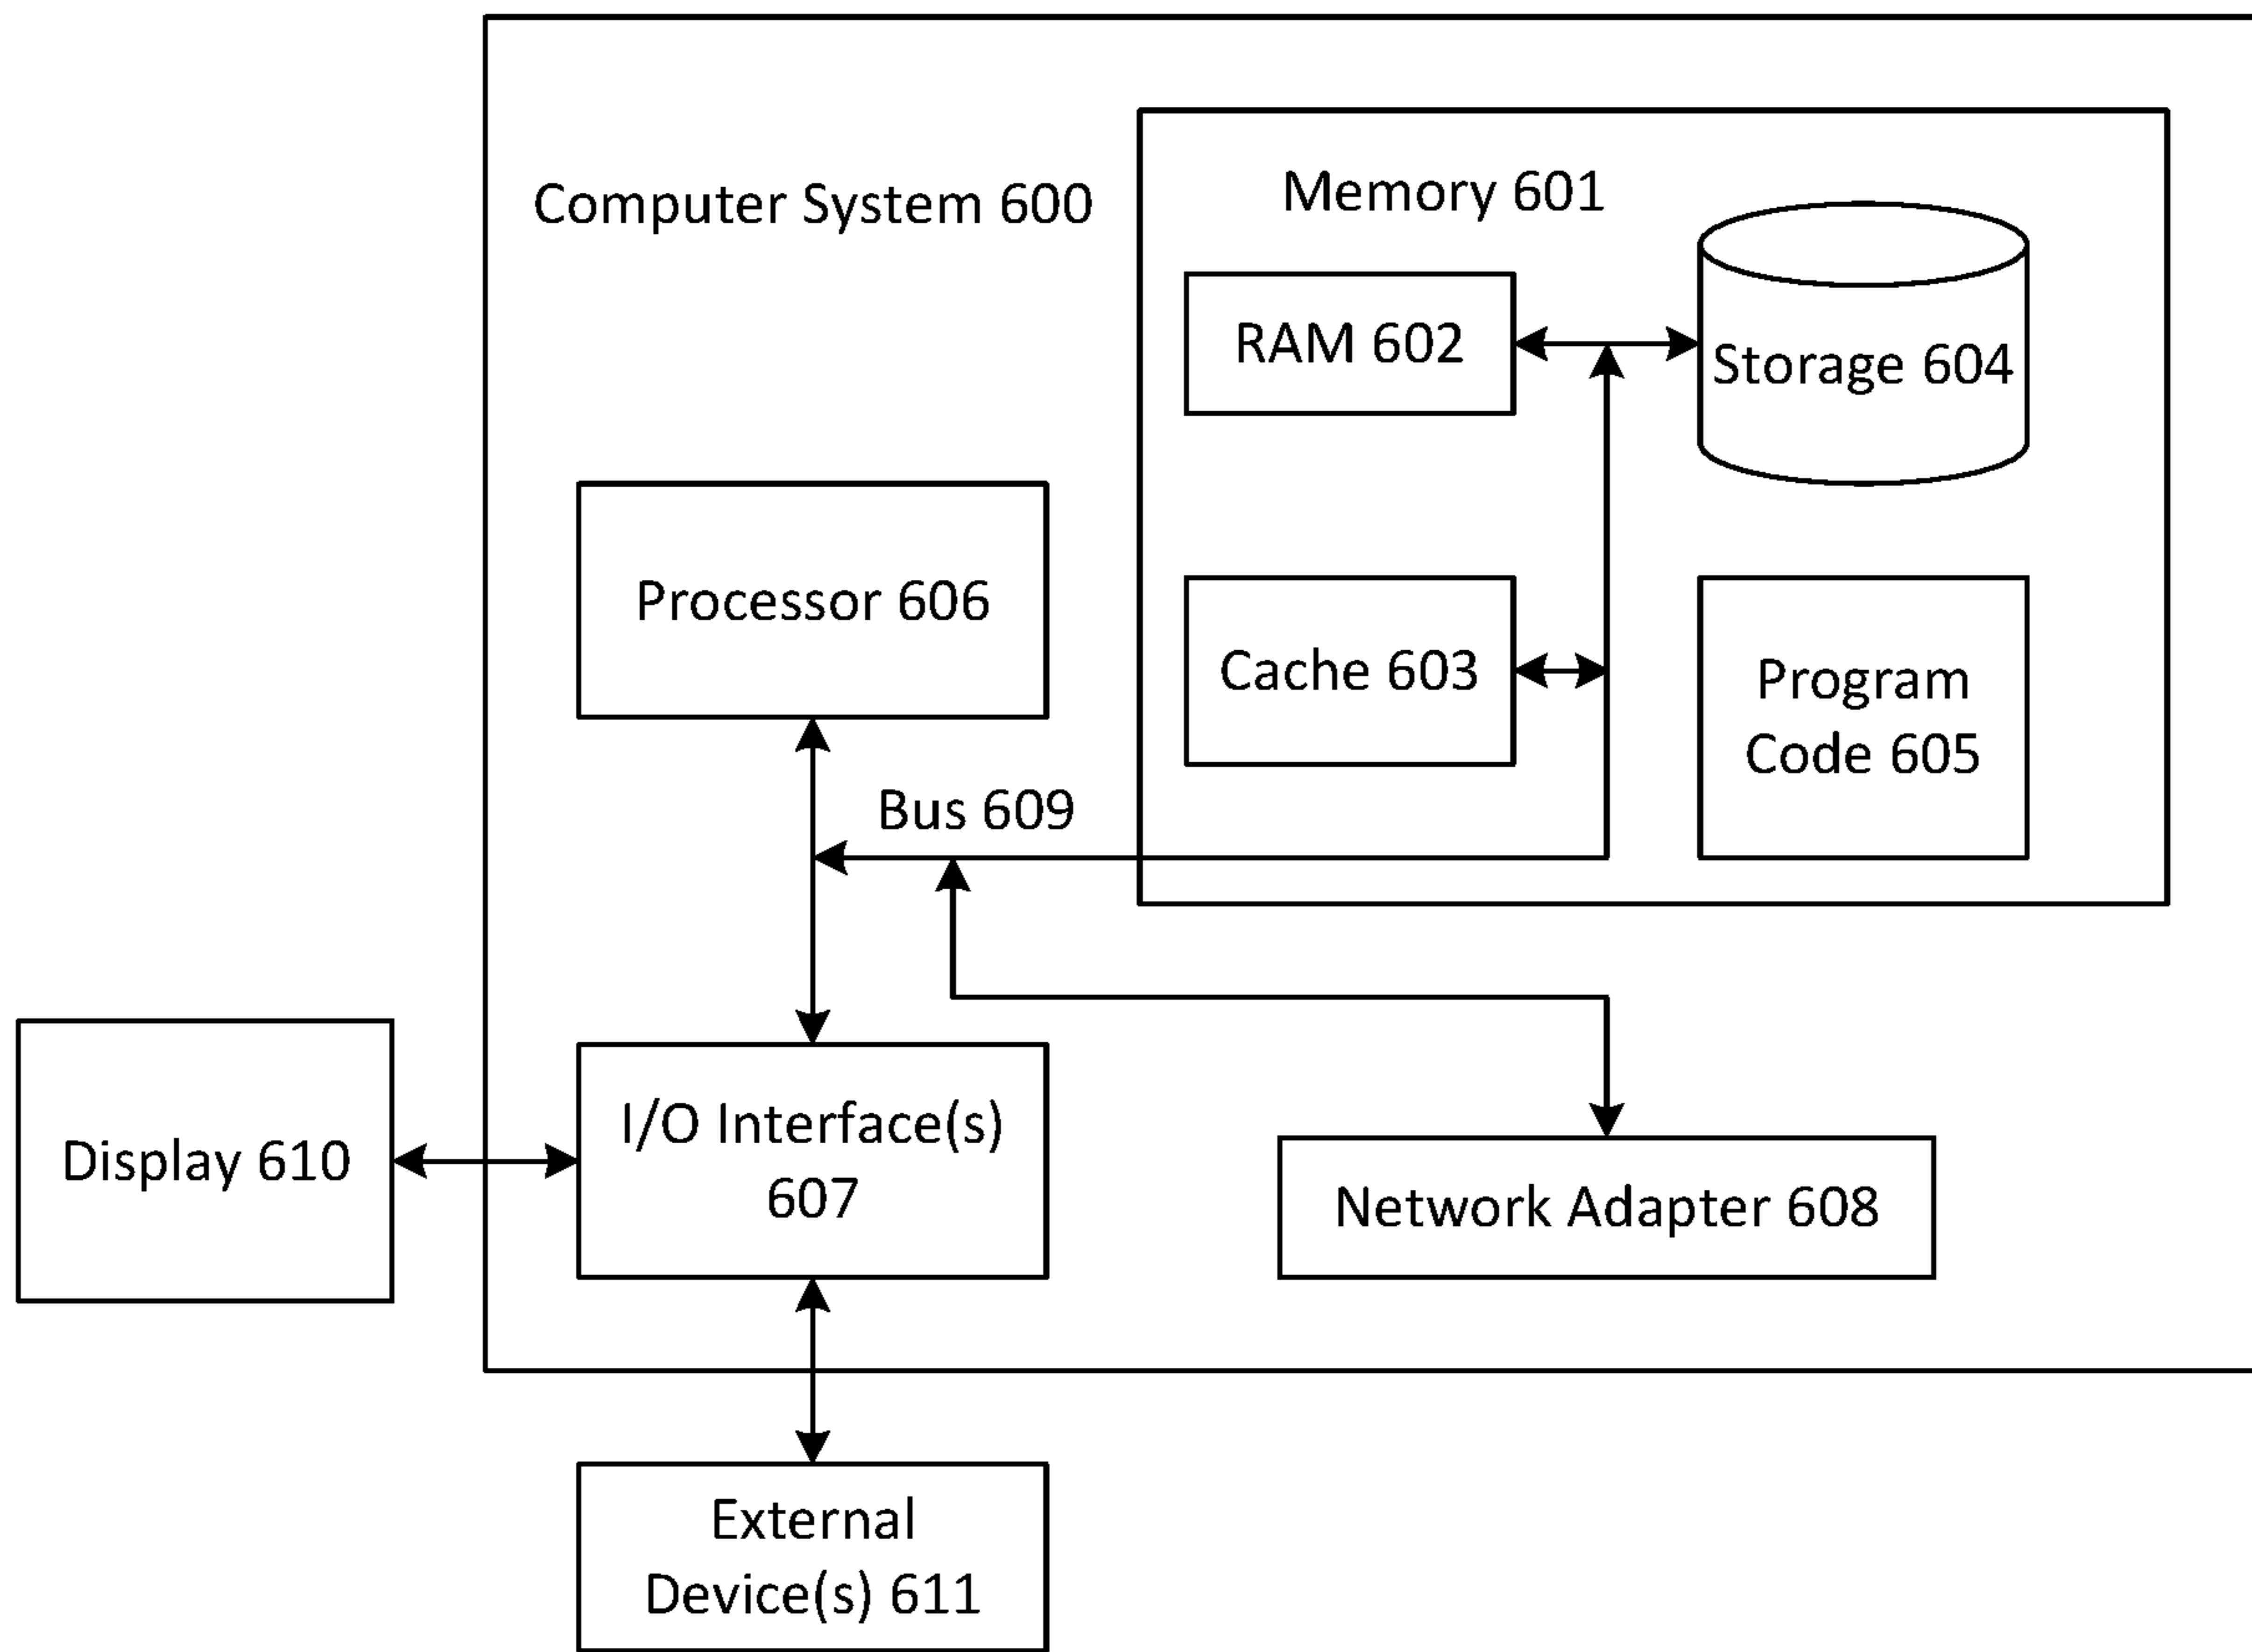 Computer System 600
Memory 601
RAM 602
Storage 604
Processor 606
Cache 603
Program
Code 605
Bus 609
Display 610
I/O Interface(s)
607
Network Adapter 608
External
Device(s) 611